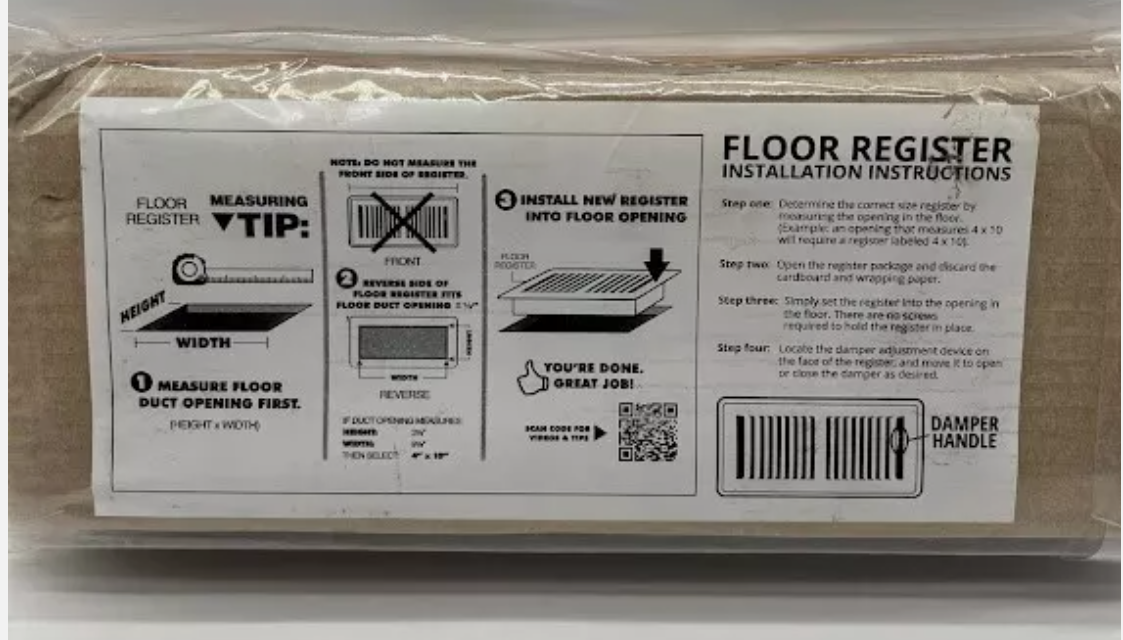 FLOOR
REGISTER
MEASURING
▼TIP:
HEIGHT
WIDTH
1 MEASURE FLOOR
DUCT OPENING FIRST.
(HEIGHT x WIDTH)
NOTE: DO NOT MEASURE THE
FRONT SIDE OF REGISTER.
FRONT
2 REVERSE SIDE OF
FLOOR REGISTER FITS
FLOOR DUCT OPENING
WIDTH
REVERSE
IF DUCT OPENING MEASURES:
HEIGHT:
WIDTH:
THEN SELECT: 4" x 10"
3 INSTALL NEW REGISTER
INTO FLOOR OPENING
FLOOR
REGISTER
YOU'RE DONE.
GREAT JOB!
SCAN CODE FOR
VIDEOS & TIPS
FLOOR REGISTER
INSTALLATION INSTRUCTIONS
Step one: Determine the correct size register by
measuring the opening in the floor.
(Example: an opening that measures 4 x 10
will require a register labeled 4 x 10).
Step two: Open the register package and discard the
cardboard and wrapping paper.
Step three: Simply set the register into the opening in
the floor. There are no screws
required to hold the register in place.
Step four: Locate the damper adjustment device on
the face of the register, and move it to open
or close the damper as desired.
DAMPER
HANDLE